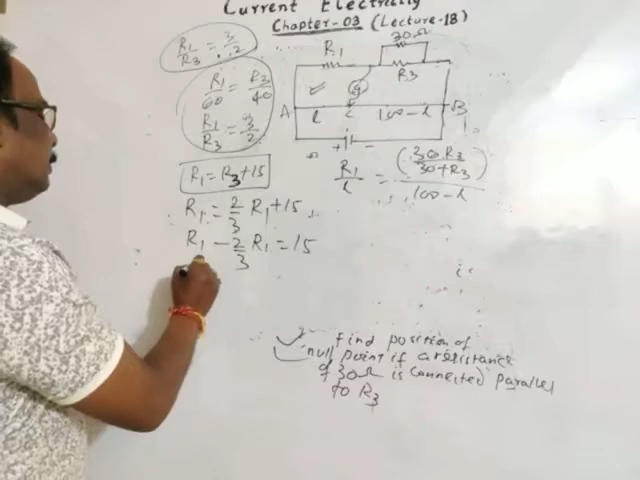 Current Electricity
Chapter-03 (Lecture-18)
R1/R3 = 3/2
R1/60 = R3/40
R1/R3 = 3/2
R1 = R3+15
R1 = 2/3 R1+15
R1 - 2/3 R1 = 15
R1
30Ω
R3
G
A
l
C
100-l
B
+ -
R1/l = (30 R3/30+R3)/100-l
find position of
null point if a resistance
of 30Ω is connected parallel
to R3